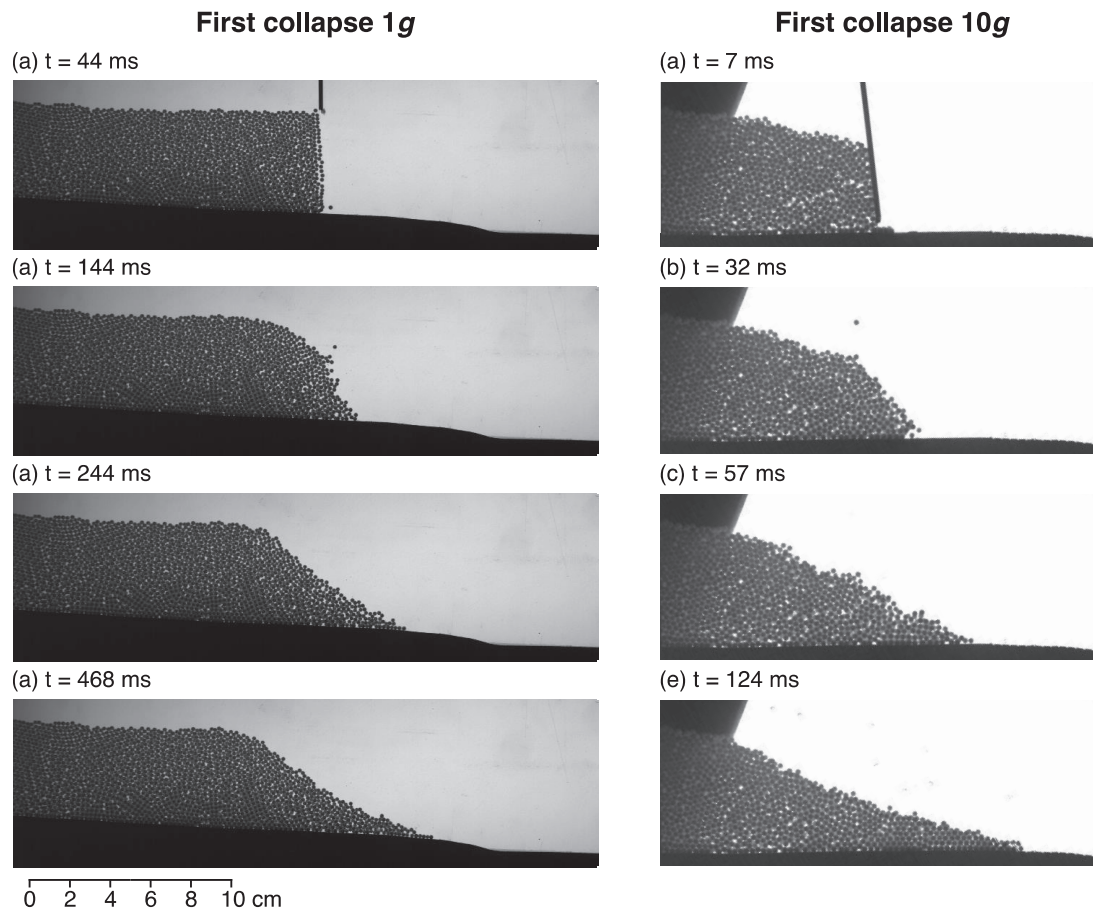 First collapse 1g
(a) t = 44 ms
(a) t = 144 ms
(a) t = 244 ms
(a) t = 468 ms
0 2 4 6 8 10 cm
First collapse 10g
(a) t = 7 ms
(b) t = 32 ms
(c) t = 57 ms
(e) t = 124 ms